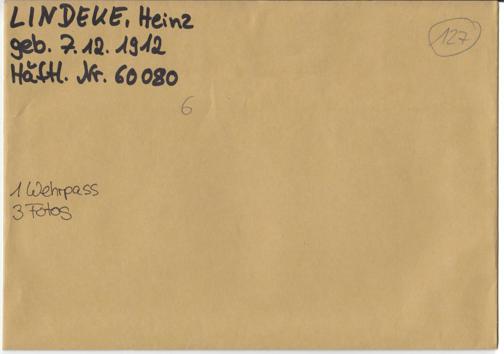 LINDEKE, Heinz
127
geb. 7.12.1912
Häftl. Nr. 60080
6
1 Wehrpass
3 Fotos